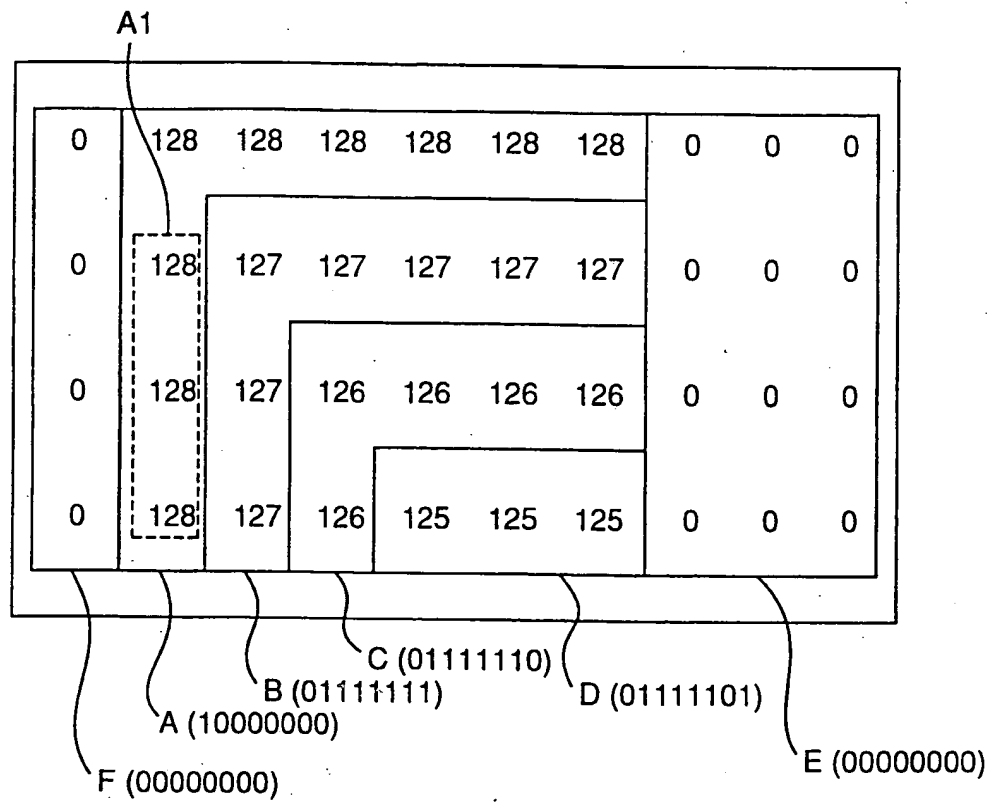 A1
0 128 128 128 128 128 128 0 0 0
0 128 127 127 127 127 127 0 0 0
0 128 127 126 126 126 126 0 0 0
0 128 127 126 125 125 125 0 0 0
C (01111110)
B (01111111)
D (01111101)
A (10000000)
E (00000000)
F (00000000)